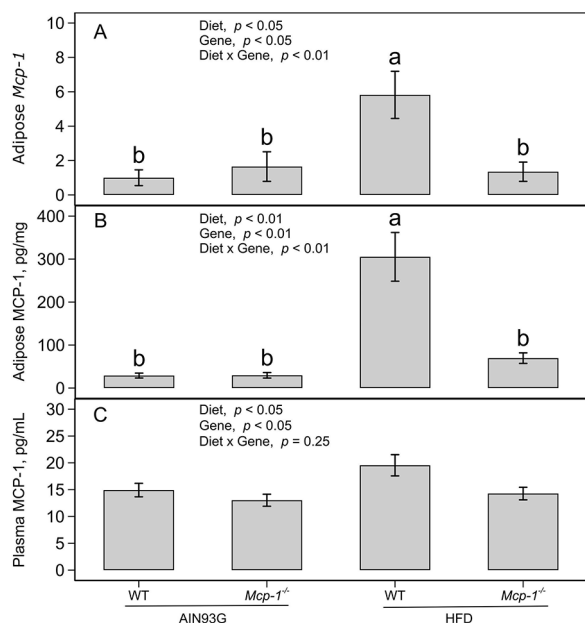 A
Diet, p < 0.05
Gene, p < 0.05
Diet x Gene, p < 0.01
Adipose Mcp-1
10
8
6
4
2
0
b
b
a
b
B
Diet, p < 0.01
Gene, p < 0.01
Diet x Gene, p < 0.01
Adipose MCP-1, pg/mg
400
300
200
100
0
b
b
a
b
C
Diet, p < 0.05
Gene, p < 0.05
Diet x Gene, p = 0.25
Plasma MCP-1, pg/mL
30
25
20
15
10
5
0
WT
Mcp-1-/-
WT
Mcp-1-/-
AIN93G
HFD